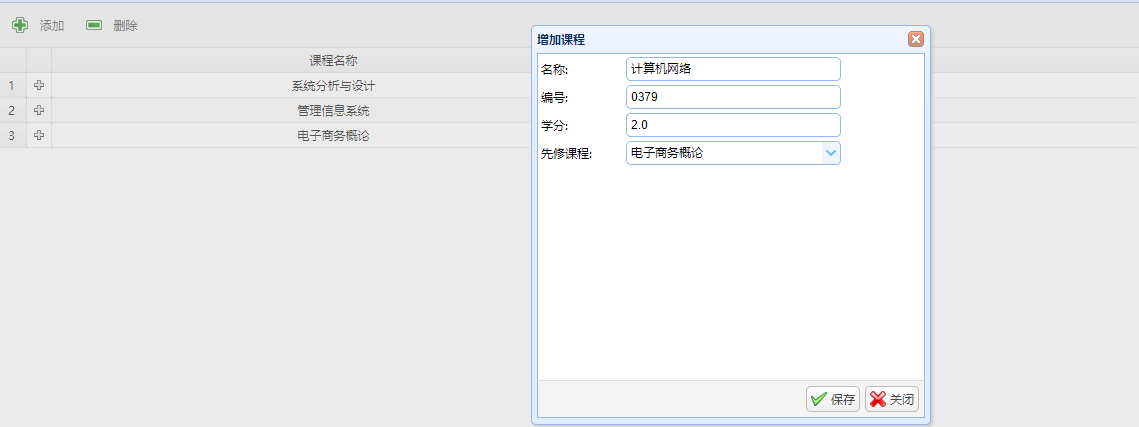 添加 删除
课程名称
1 系统分析与设计
2 管理信息系统
3 电子商务概论
增加课程
名称: 计算机网络
编号: 0379
学分: 2.0
先修课程: 电子商务概论
保存 关闭